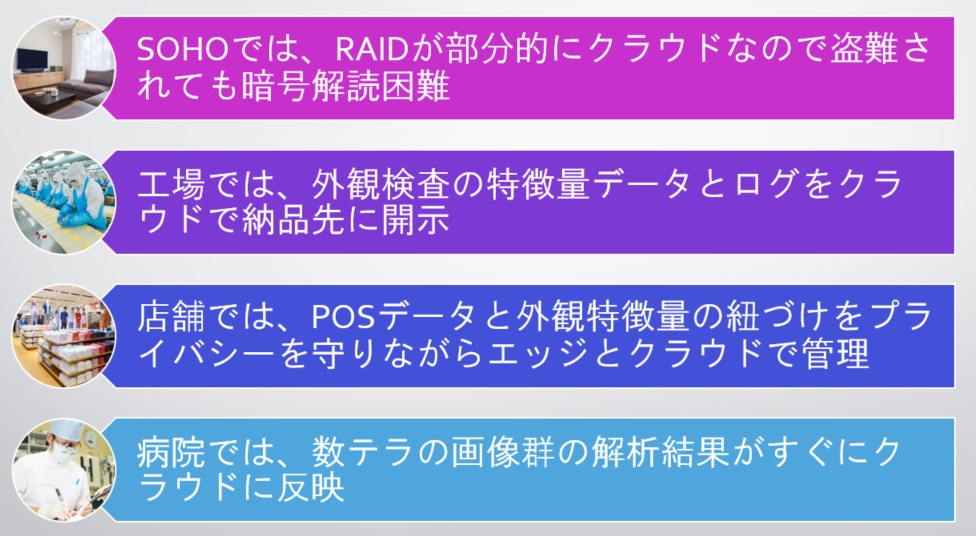 SOHOでは、RAIDが部分的にクラウドなので盗難さ
れても暗号解読困難
工場では、外観検査の特徴量データとログをクラ
ウドで納品先に開示
店舗では、POSデータと外観特徴量の紐づけをプラ
イバシーを守りながらエッジとクラウドで管理
病院では、数テラの画像群の解析結果がすぐにク
ラウドに反映